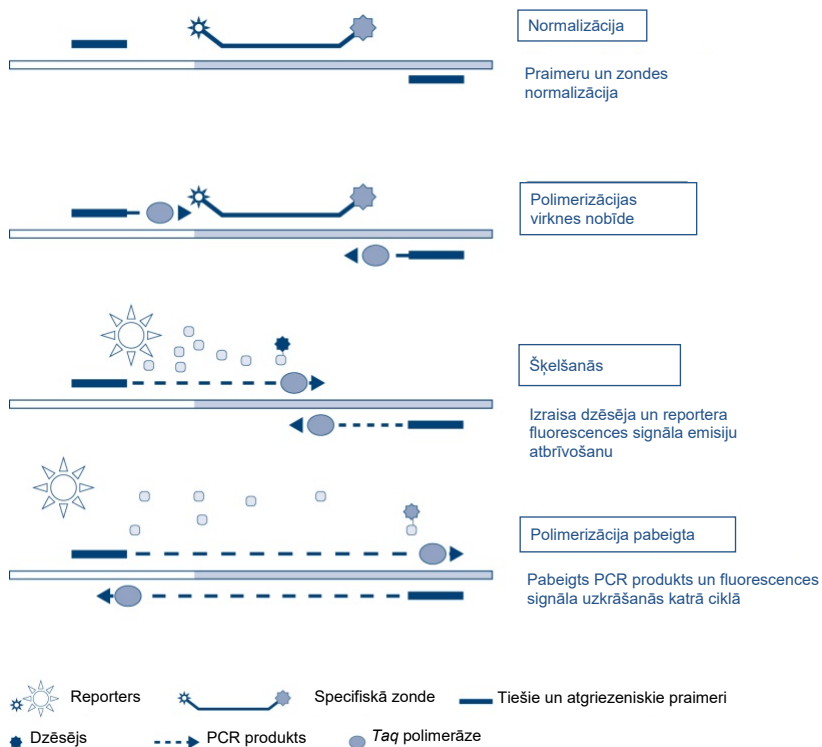 Normalizācija
Praimeru un zondes
normalizācija
Polimerizācijas
virknes nobīde
Šķelšanās
Izraisa dzēsēja un reportera
fluorescences signāla emisiju
atbrīvošanu
Polimerizācija pabeigta
Pabeigts PCR produkts un fluorescences
signāla uzkrāšanās katrā ciklā
Reporters
Specifiskā zonde
Tiešie un atgriezeniskie praimeri
Dzēsējs
PCR produkts
Taq polimerāze